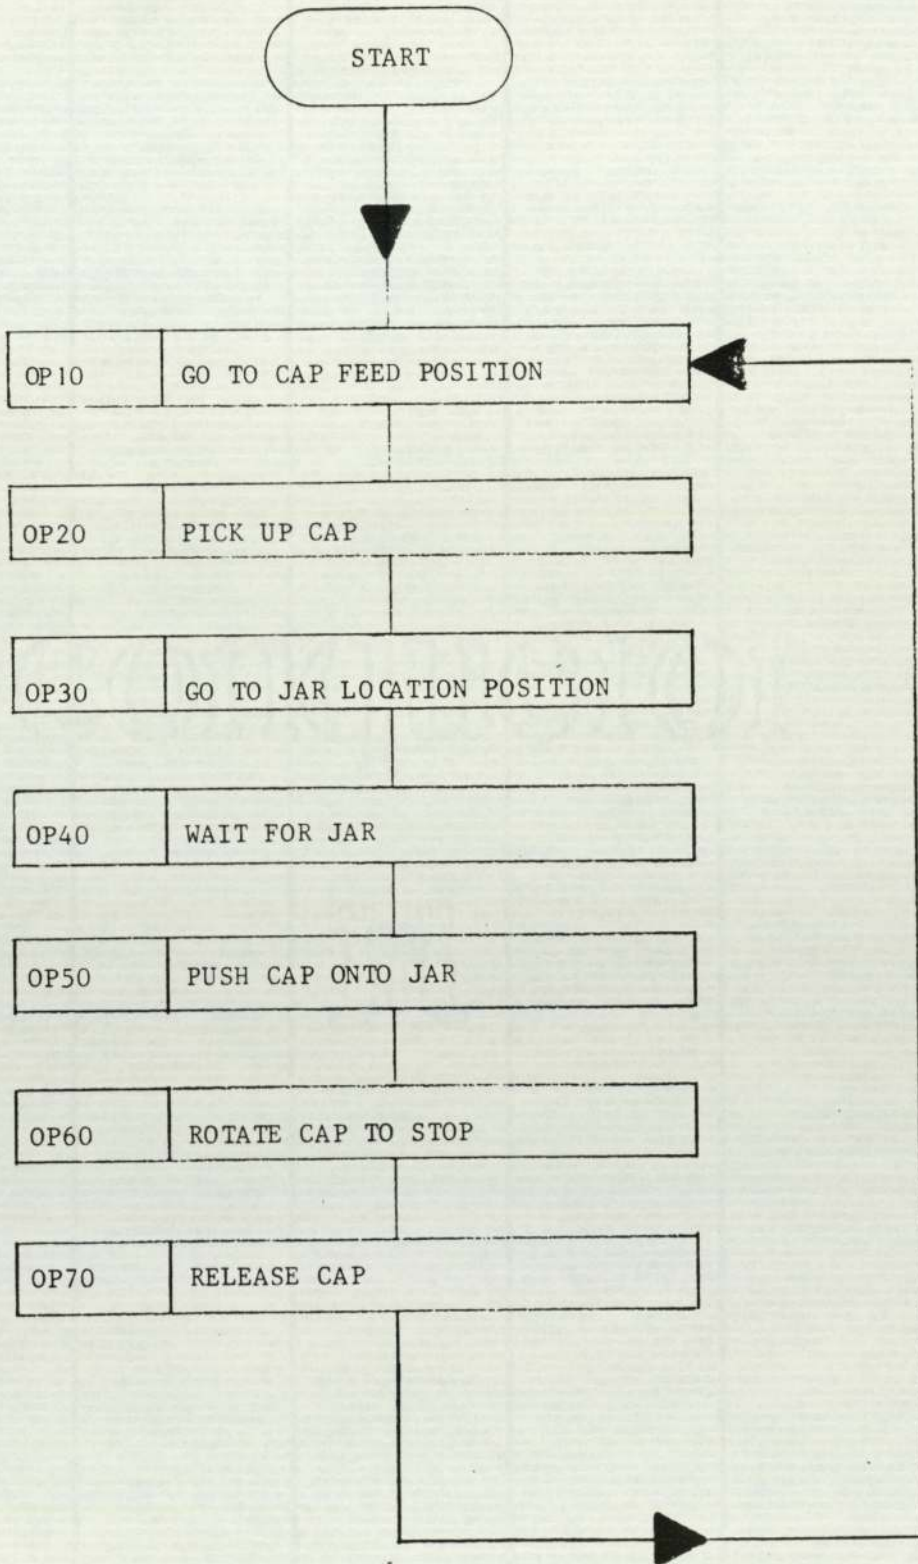 START
OP10 GO TO CAP FEED POSITION
OP20 PICK UP CAP
OP30 GO TO JAR LOCATION POSITION
OP40 WAIT FOR JAR
OP50 PUSH CAP ONTO JAR
OP60 ROTATE CAP TO STOP
OP70 RELEASE CAP